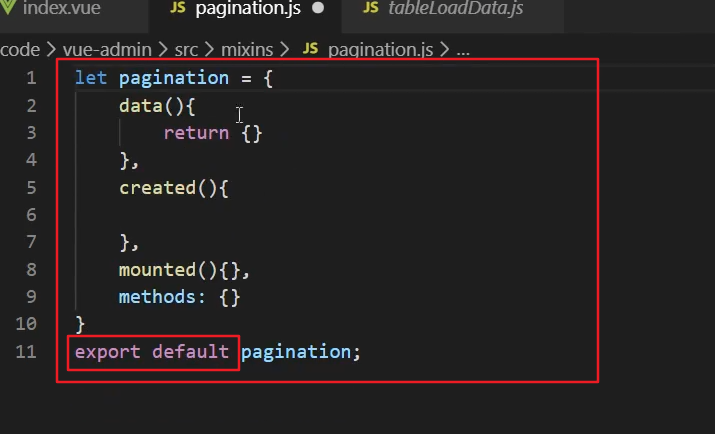 index.vue JS pagination.js ● JS tableLoadData.js
code > vue-admin > src > mixins > JS pagination.js > ...
1 let pagination = {
2     data(){
3         return {}
4     },
5     created(){
6
7     },
8     mounted(){},
9     methods: {}
10 }
11 export default pagination;